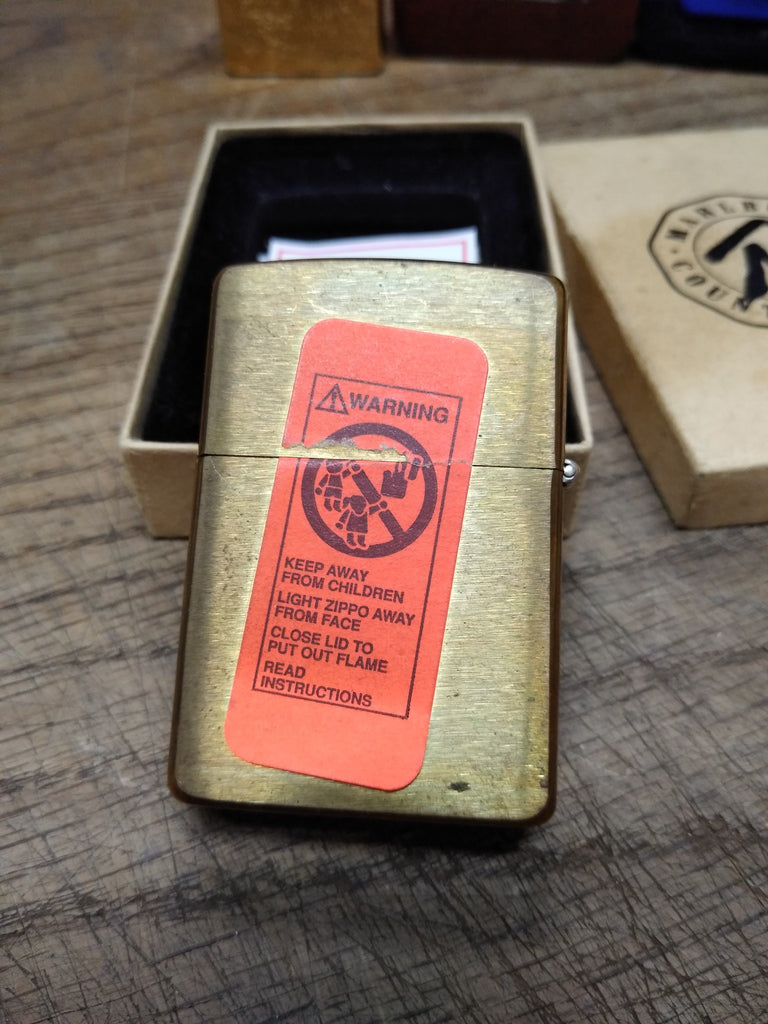 WARNING
KEEP AWAY
FROM CHILDREN
LIGHT ZIPPO AWAY
FROM FACE
CLOSE LID TO
PUT OUT FLAME
READ
INSTRUCTIONS